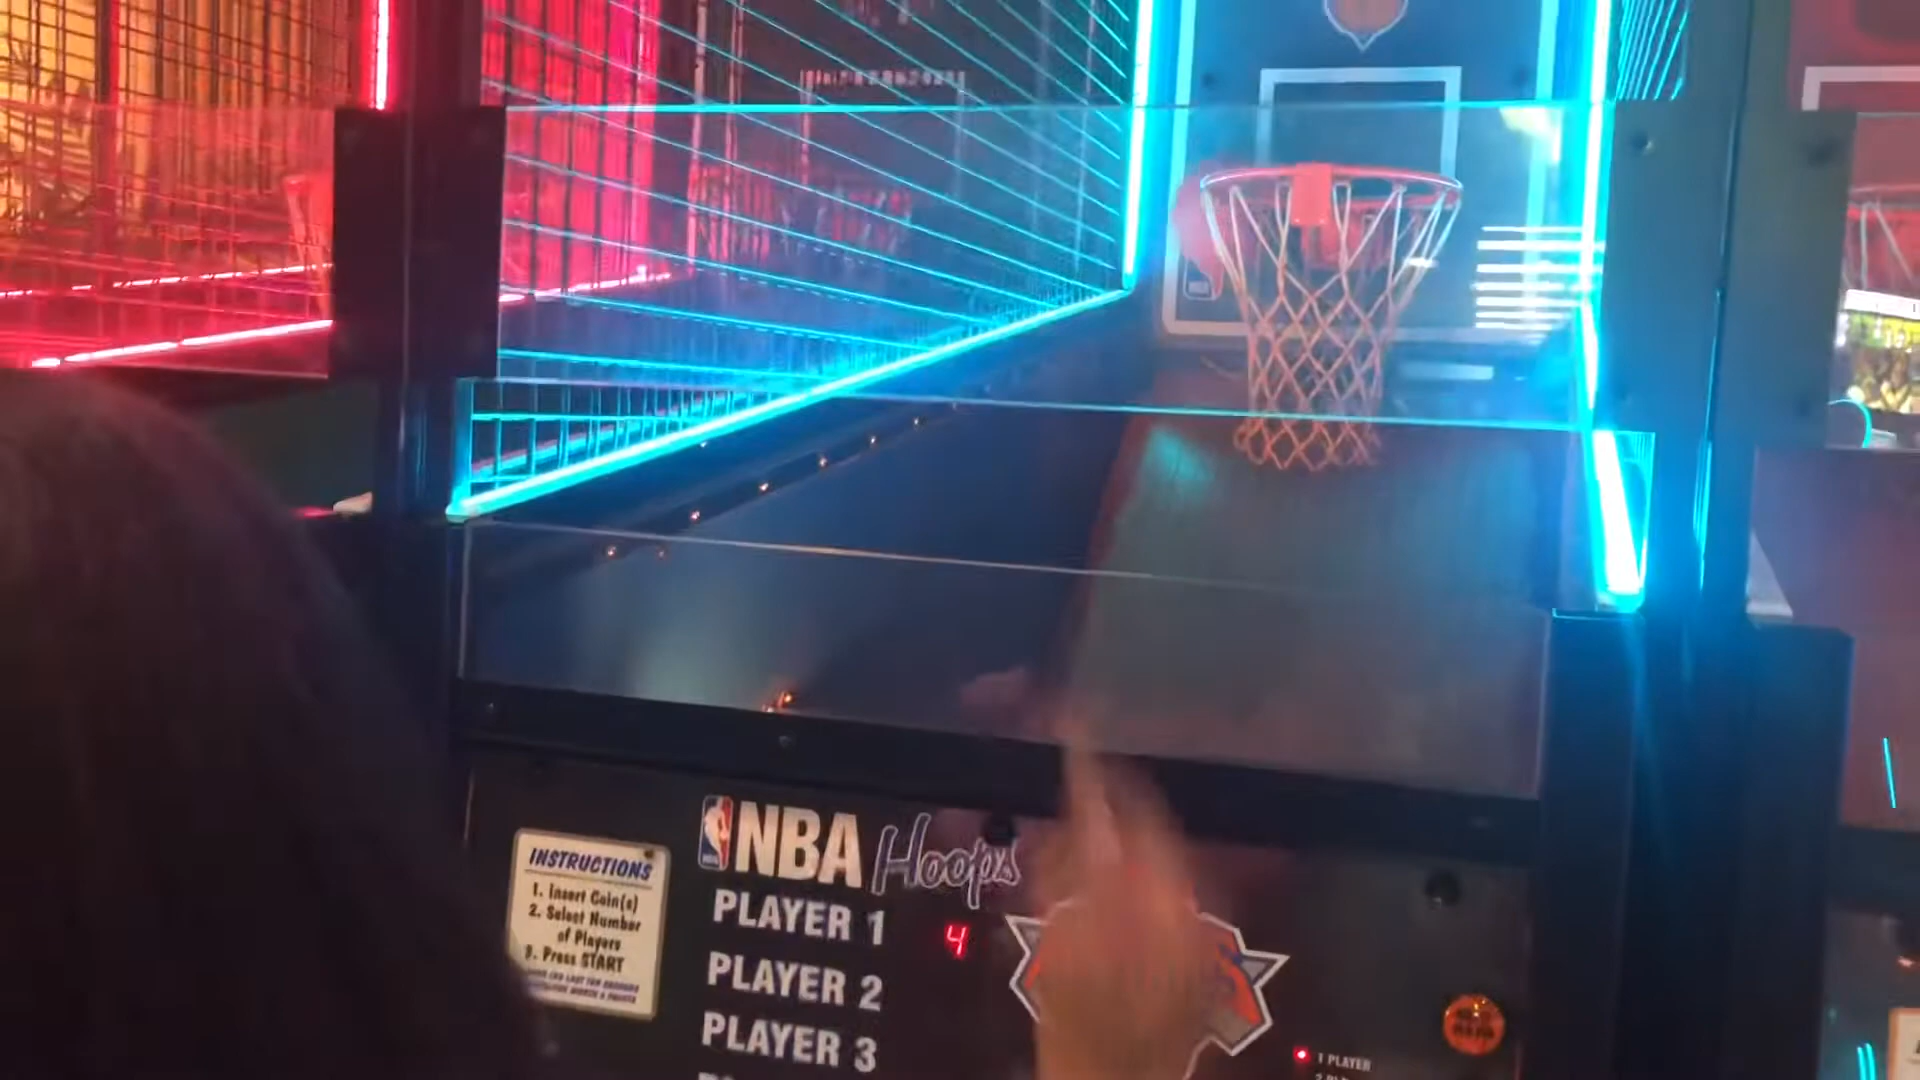 NBA Hoops
INSTRUCTIONS
1. Insert Coin(s)
2. Select Number
of Players
3. Press START
PLAYER 1
4
PLAYER 2
PLAYER 3
1 PLAYER